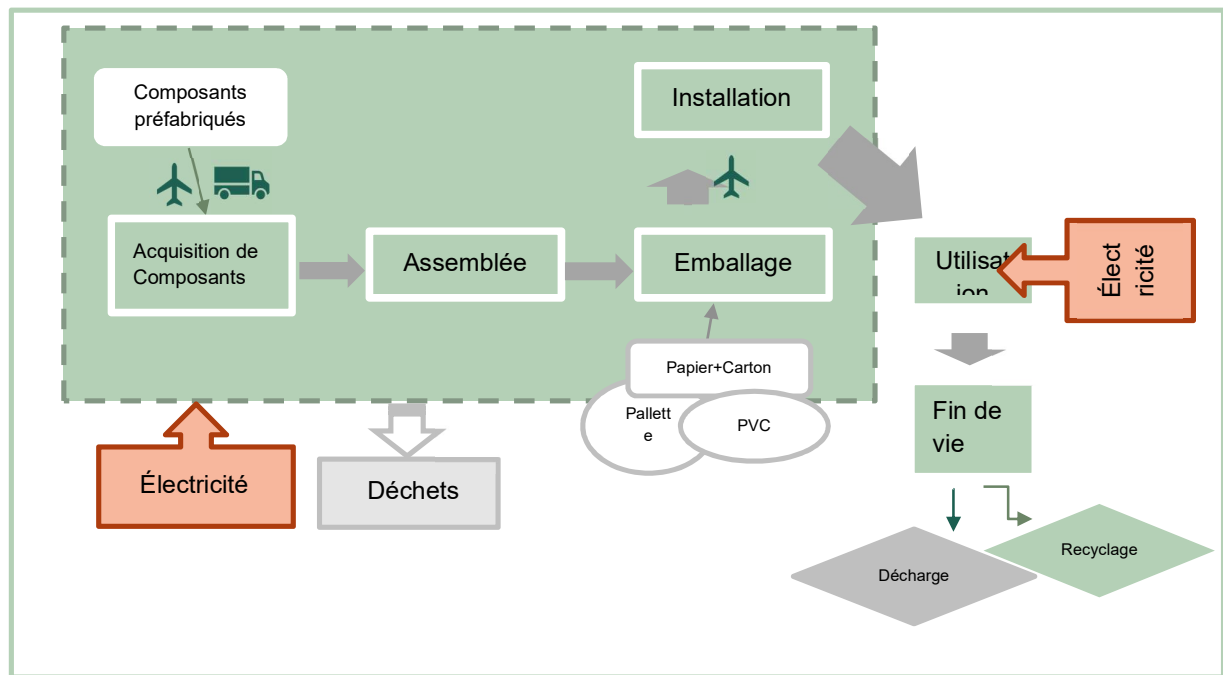 Composants
préfabriqués
Installation
Acquisition de
Composants
Assemblée
Emballage
Utilisat
ion
Élect
ricité
Papier+Carton
Pallett
e
PVC
Fin de
vie
Électricité
Déchets
Décharge
Recyclage